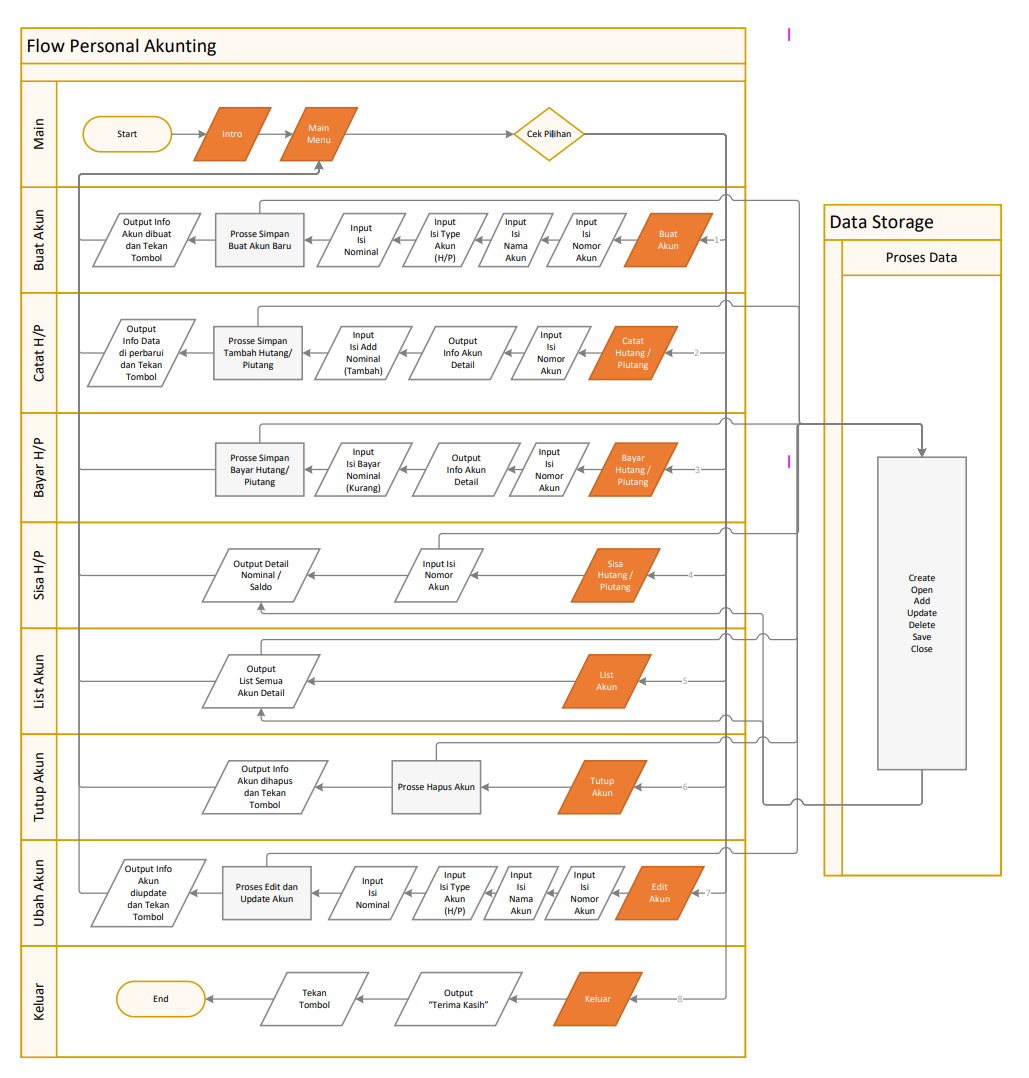 Flow Personal Akunting
Main
Start
Intro
Main
Menu
Cek Pilihan
Buat Akun
Output Info
Akun dibuat
dan Tekan
Tombol
Prosse Simpan
Buat Akun Baru
Input
Isi
Nominal
Input
Isi Type
Akun
(H/P)
Input
Isi
Nama
Akun
Input
Isi
Nomor
Akun
Buat
Akun
1
Catat H/P
Output
Info Data
di perbarui
dan Tekan
Tombol
Prosse Simpan
Tambah Hutang/
Piutang
Input
Isi Add
Nominal
(Tambah)
Output
Info Akun
Detail
Input
Isi
Nomor
Akun
Catat
Hutang /
Piutang
2
Bayar H/P
Prosse Simpan
Bayar Hutang/
Piutang
Input
Isi Bayar
Nominal
(Kurang)
Output
Info Akun
Detail
Input
Isi
Nomor
Akun
Bayar
Hutang /
Piutang
3
Sisa H/P
Output Detail
Nominal /
Saldo
Input Isi
Nomor
Akun
Sisa
Hutang /
Piutang
4
List Akun
Output
List Semua
Akun Detail
List
Akun
5
Tutup Akun
Output Info
Akun dihapus
dan Tekan
Tombol
Prosse Hapus Akun
Tutup
Akun
6
Ubah Akun
Output Info
Akun
diupdate
dan Tekan
Tombol
Proses Edit dan
Update Akun
Input
Isi
Nominal
Input
Isi Type
Akun
(H/P)
Input
Isi
Nama
Akun
Input
Isi
Nomor
Akun
Edit
Akun
7
Keluar
End
Tekan
Tombol
Output
"Terima Kasih"
Keluar
8
Data Storage
Proses Data
Create
Open
Add
Update
Delete
Save
Close